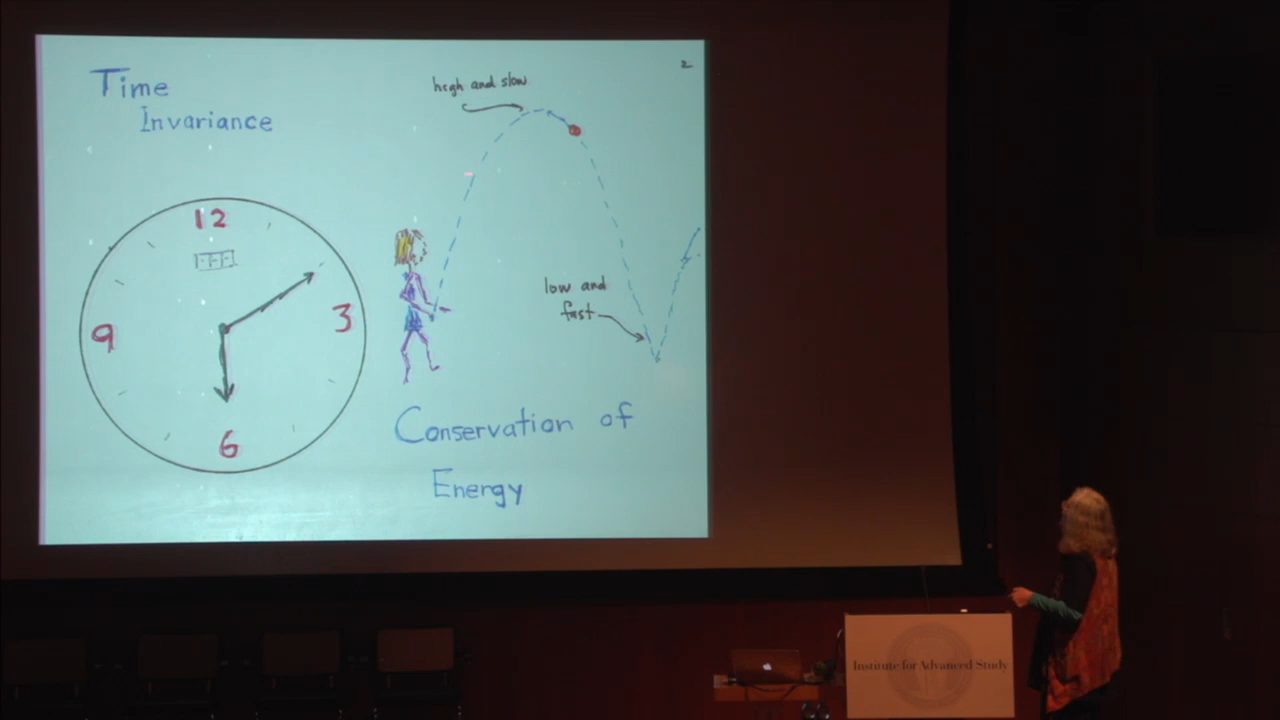 2
Time
Invariance
high and slow
12
9
3
6
low and
fast
Conservation of
Energy
Institute for Advanced Study